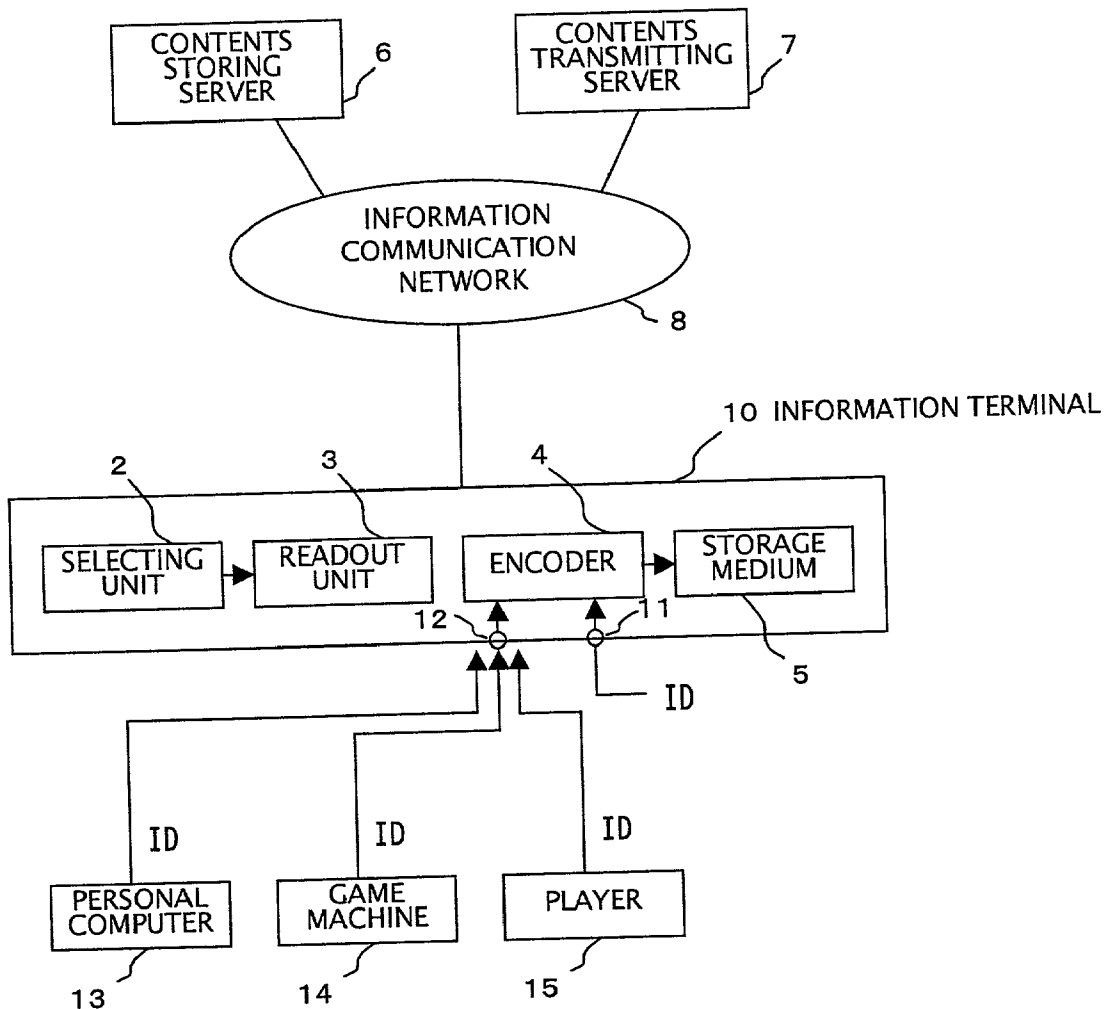 CONTENTS
STORING
SERVER
6
CONTENTS
TRANSMITTING
SERVER
7
INFORMATION
COMMUNICATION
NETWORK
8
10 INFORMATION TERMINAL
2
3
4
SELECTING
UNIT
READOUT
UNIT
ENCODER
STORAGE
MEDIUM
12
11
5
ID
ID
ID
ID
PERSONAL
COMPUTER
GAME
MACHINE
PLAYER
13
14
15